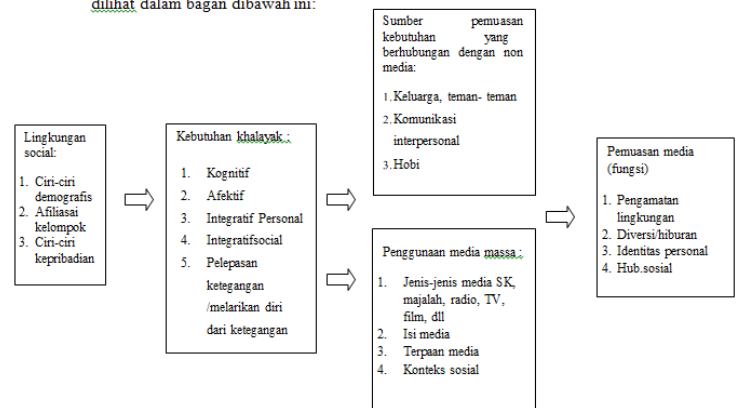 dilihat dalam bagan dibawah ini:
Lingkungan
social:
1. Ciri-ciri
demografis
2. Afiliasai
kelompok
3. Ciri-ciri
kepribadian
Kebutuhan khalayak :
1. Kognitif
2. Afektif
3. Integratif Personal
4. Integratifsocial
5. Pelepasan
ketegangan
/melarikan diri
dari ketegangan
Sumber pemuasan
kebutuhan yang
berhubungan dengan non
media:
1. Keluarga, teman- teman
2. Komunikasi
interpersonal
3. Hobi
Penggunaan media massa :
1. Jenis-jenis media SK,
majalah, radio, TV,
film, dll
2. Isi media
3. Terpaan media
4. Konteks sosial
Pemuasan media
(fungsi)
1. Pengamatan
lingkungan
2. Diversi/hiburan
3. Identitas personal
4. Hub.sosial